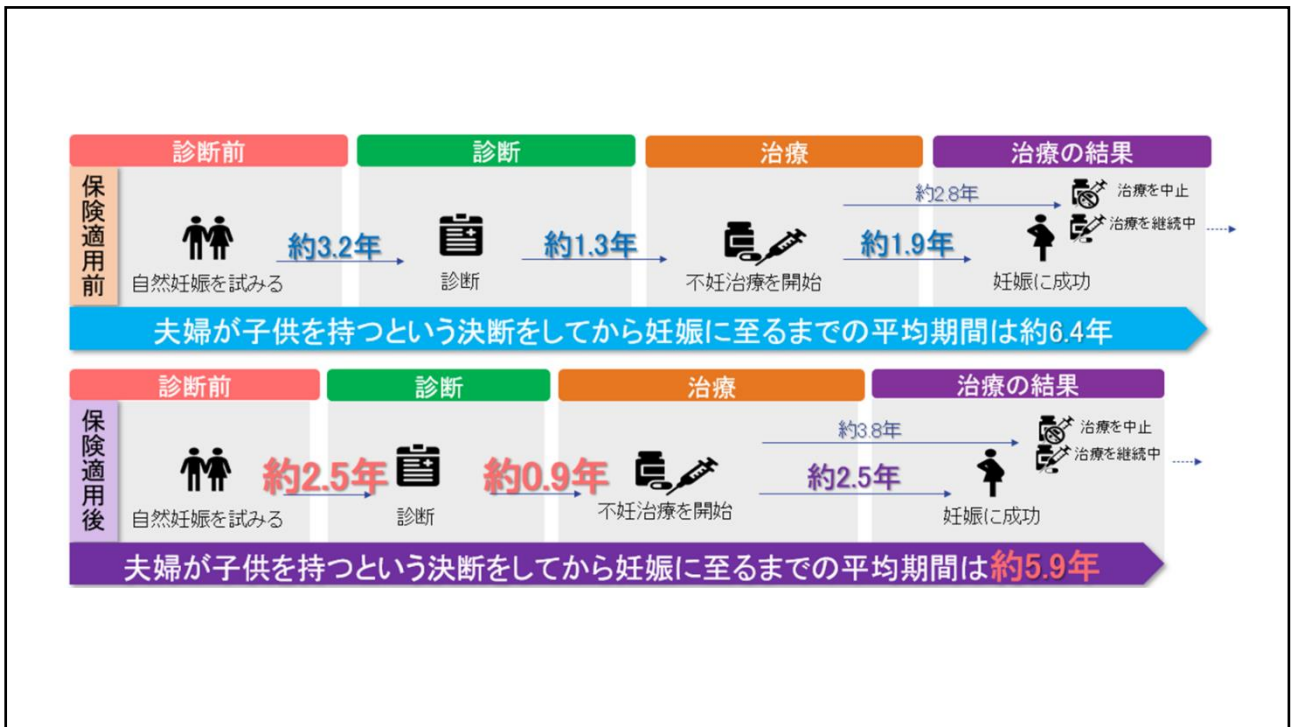 診断前
診断
治療
治療の結果
保険適用前
自然妊娠を試みる
約3.2年
診断
約1.3年
不妊治療を開始
約2.8年
約1.9年
治療を中止
治療を継続中
妊娠に成功
夫婦が子供を持つという決断をしてから妊娠に至るまでの平均期間は約6.4年
診断前
診断
治療
治療の結果
保険適用後
自然妊娠を試みる
約2.5年
診断
約0.9年
不妊治療を開始
約3.8年
約2.5年
治療を中止
治療を継続中
妊娠に成功
夫婦が子供を持つという決断をしてから妊娠に至るまでの平均期間は約5.9年